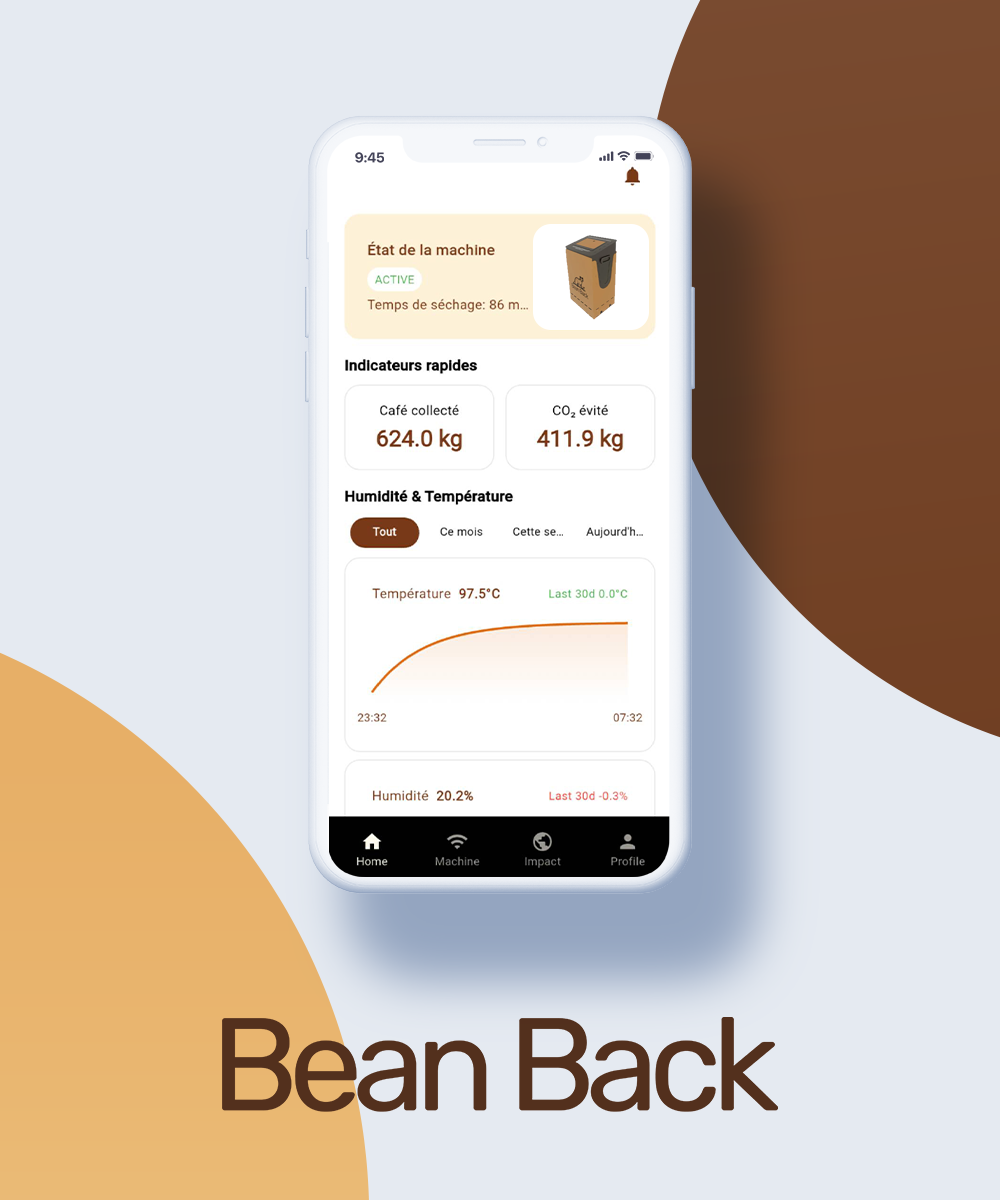 9:45
État de la machine
ACTIVE
Temps de séchage: 86 m...
Indicateurs rapides
Café collecté
624.0 kg
CO₂ évité
411.9 kg
Humidité & Température
Tout Ce mois Cette se... Aujourd'h...
Température 97.5°C Last 30d 0.0°C
23:32 07:32
Humidité 20.2% Last 30d -0.3%
Home Machine Impact Profile
Bean Back